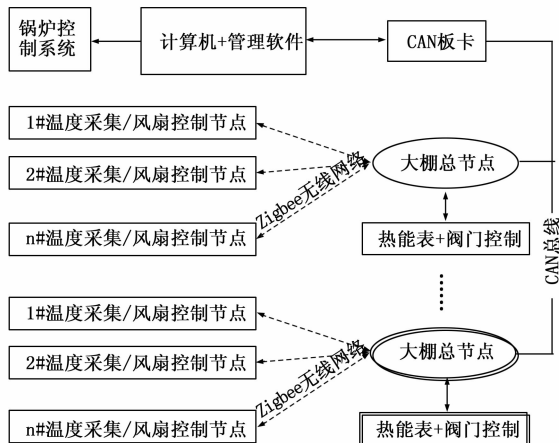 锅炉控
制系统
计算机+管理软件
CAN板卡
1#温度采集/风扇控制节点
2#温度采集/风扇控制节点
n#温度采集/风扇控制节点
Zigbee无线网络
大棚总节点
热能表+阀门控制
CAN总线
1#温度采集/风扇控制节点
2#温度采集/风扇控制节点
n#温度采集/风扇控制节点
Zigbee无线网络
大棚总节点
热能表+阀门控制